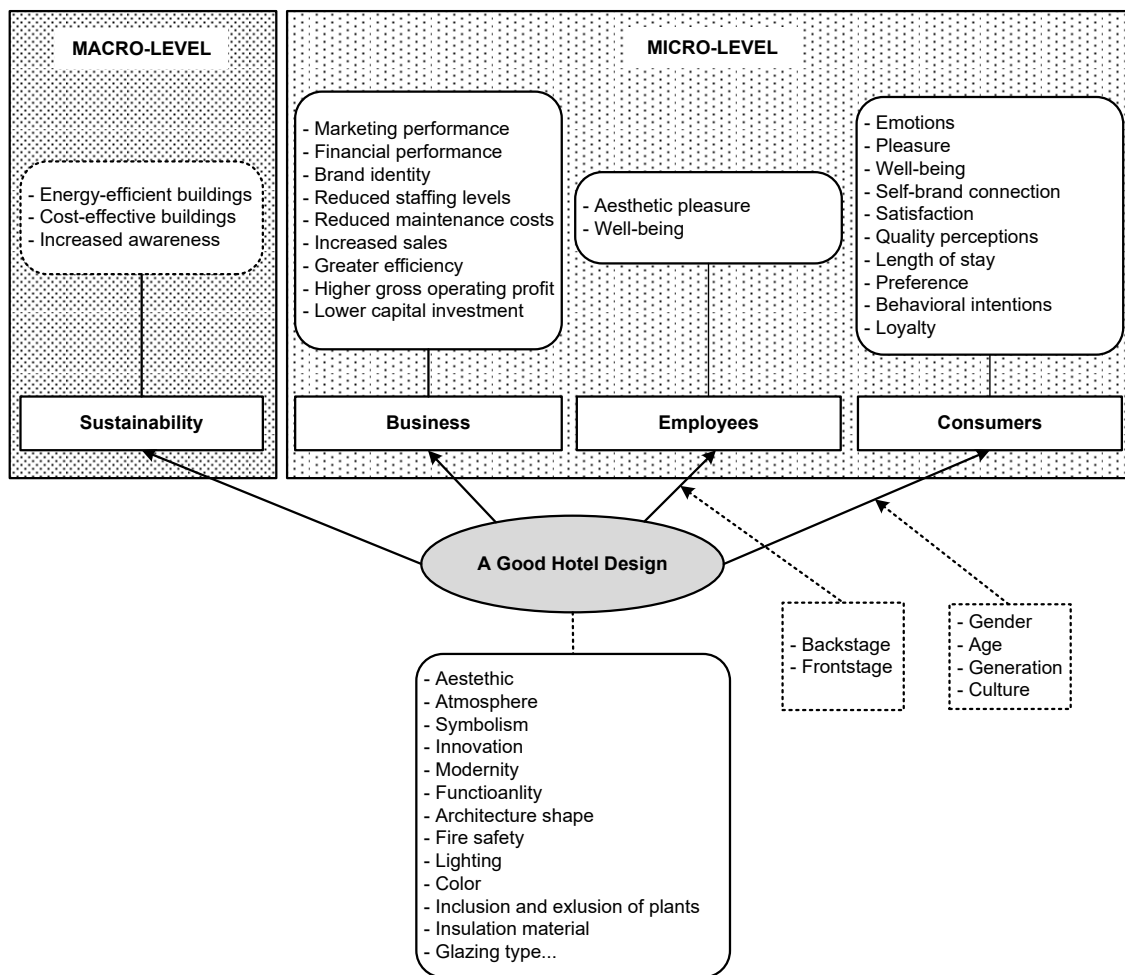 MACRO-LEVEL
- Energy-efficient buildings
- Cost-effective buildings
- Increased awareness
Sustainability
MICRO-LEVEL
- Marketing performance
- Financial performance
- Brand identity
- Reduced staffing levels
- Reduced maintenance costs
- Increased sales
- Greater efficiency
- Higher gross operating profit
- Lower capital investment
Business
- Aesthetic pleasure
- Well-being
Employees
- Emotions
- Pleasure
- Well-being
- Self-brand connection
- Satisfaction
- Quality perceptions
- Length of stay
- Preference
- Behavioral intentions
- Loyalty
Consumers
A Good Hotel Design
- Backstage
- Frontstage
- Gender
- Age
- Generation
- Culture
- Aestethic
- Atmosphere
- Symbolism
- Innovation
- Modernity
- Functioanlity
- Architecture shape
- Fire safety
- Lighting
- Color
- Inclusion and exlusion of plants
- Insulation material
- Glazing type...